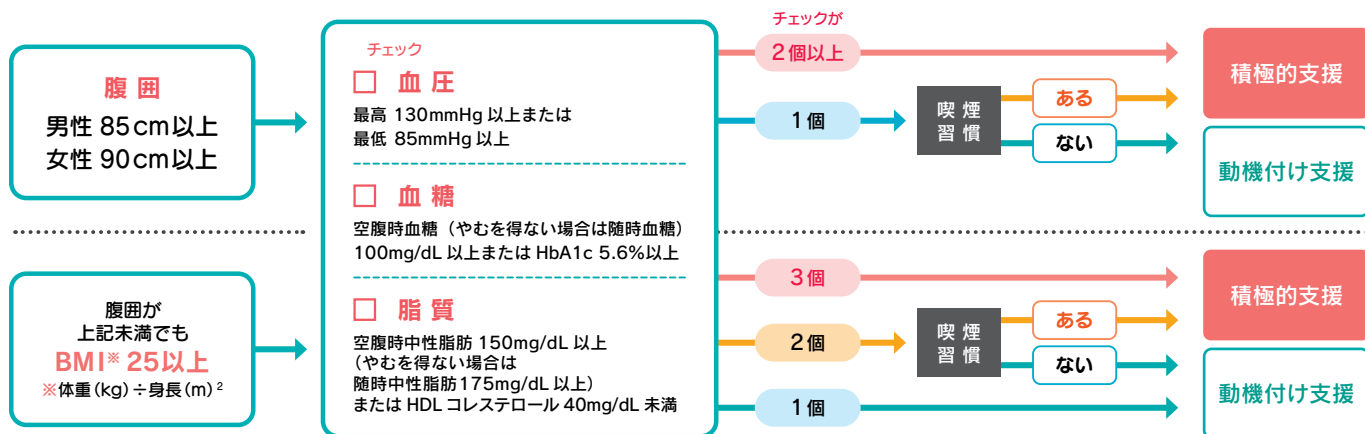 腹囲
男性 85cm以上
女性 90cm以上
腹囲が
上記未満でも
BMI※ 25以上
※体重(kg)÷身長(m)²
チェック
□ 血圧
最高 130mmHg 以上または
最低 85mmHg 以上
□ 血糖
空腹時血糖（やむを得ない場合は随時血糖）
100mg/dL 以上または HbA1c 5.6%以上
□ 脂質
空腹時中性脂肪 150mg/dL 以上
（やむを得ない場合は
随時中性脂肪175mg/dL 以上）
または HDL コレステロール 40mg/dL 未満
チェックが
2個以上
1個
喫煙
習慣
ある
ない
積極的支援
動機付け支援
3個
2個
1個
喫煙
習慣
ある
ない
積極的支援
動機付け支援